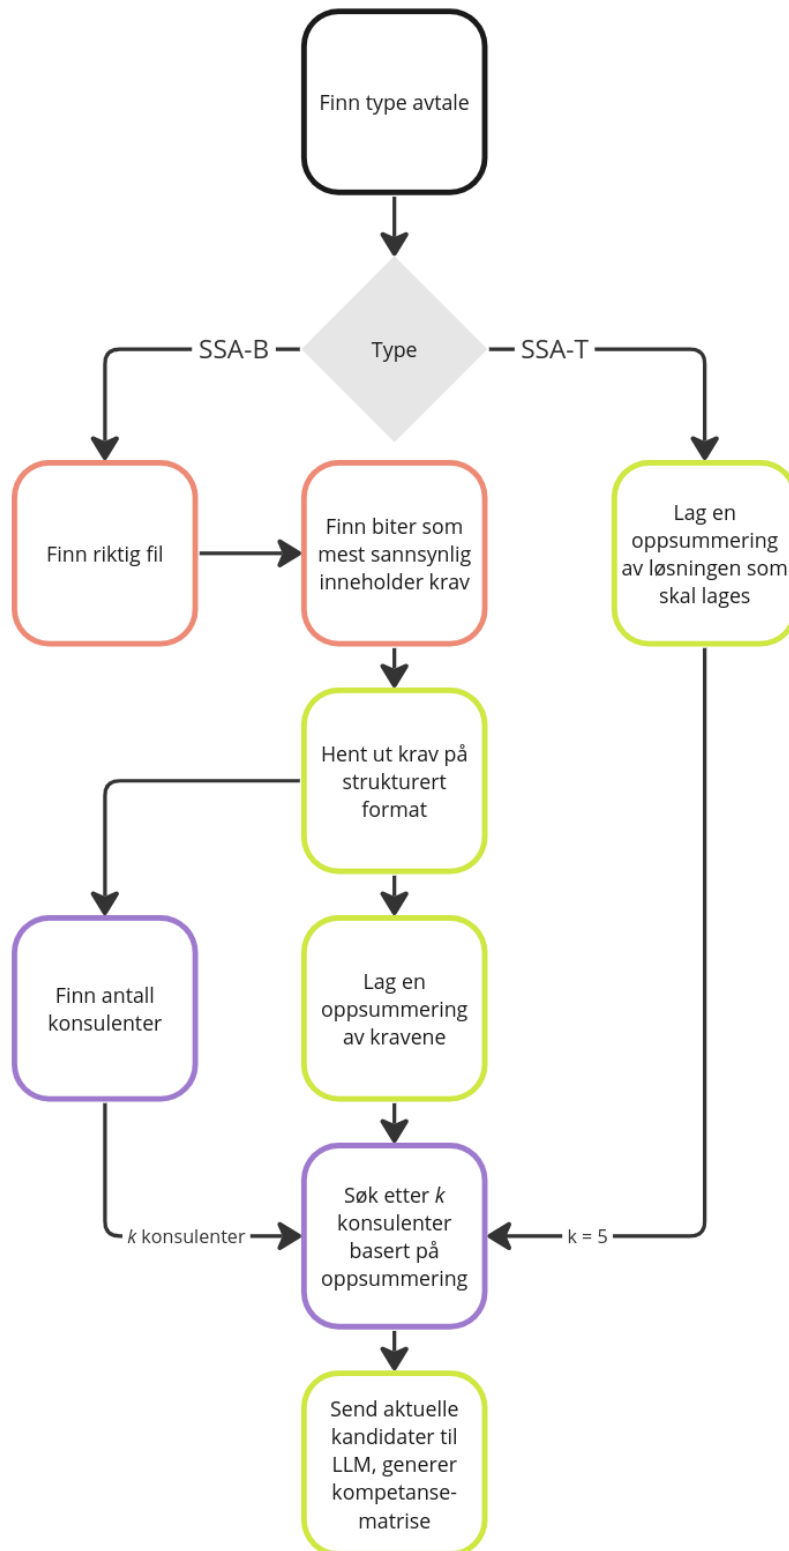 Finn type avtale
SSA-B
Type
SSA-T
Finn riktig fil
Finn biter som
mest sannsynlig
inneholder krav
Lag en
oppsummering
av løsningen som
skal lages
Hent ut krav på
strukturert
format
Finn antall
konsulenter
Lag en
oppsummering
av kravene
k konsulenter
Søk etter k
konsulenter
basert på
oppsummering
k = 5
Send aktuelle
kandidater til
LLM, generer
kompetanse-
matrise